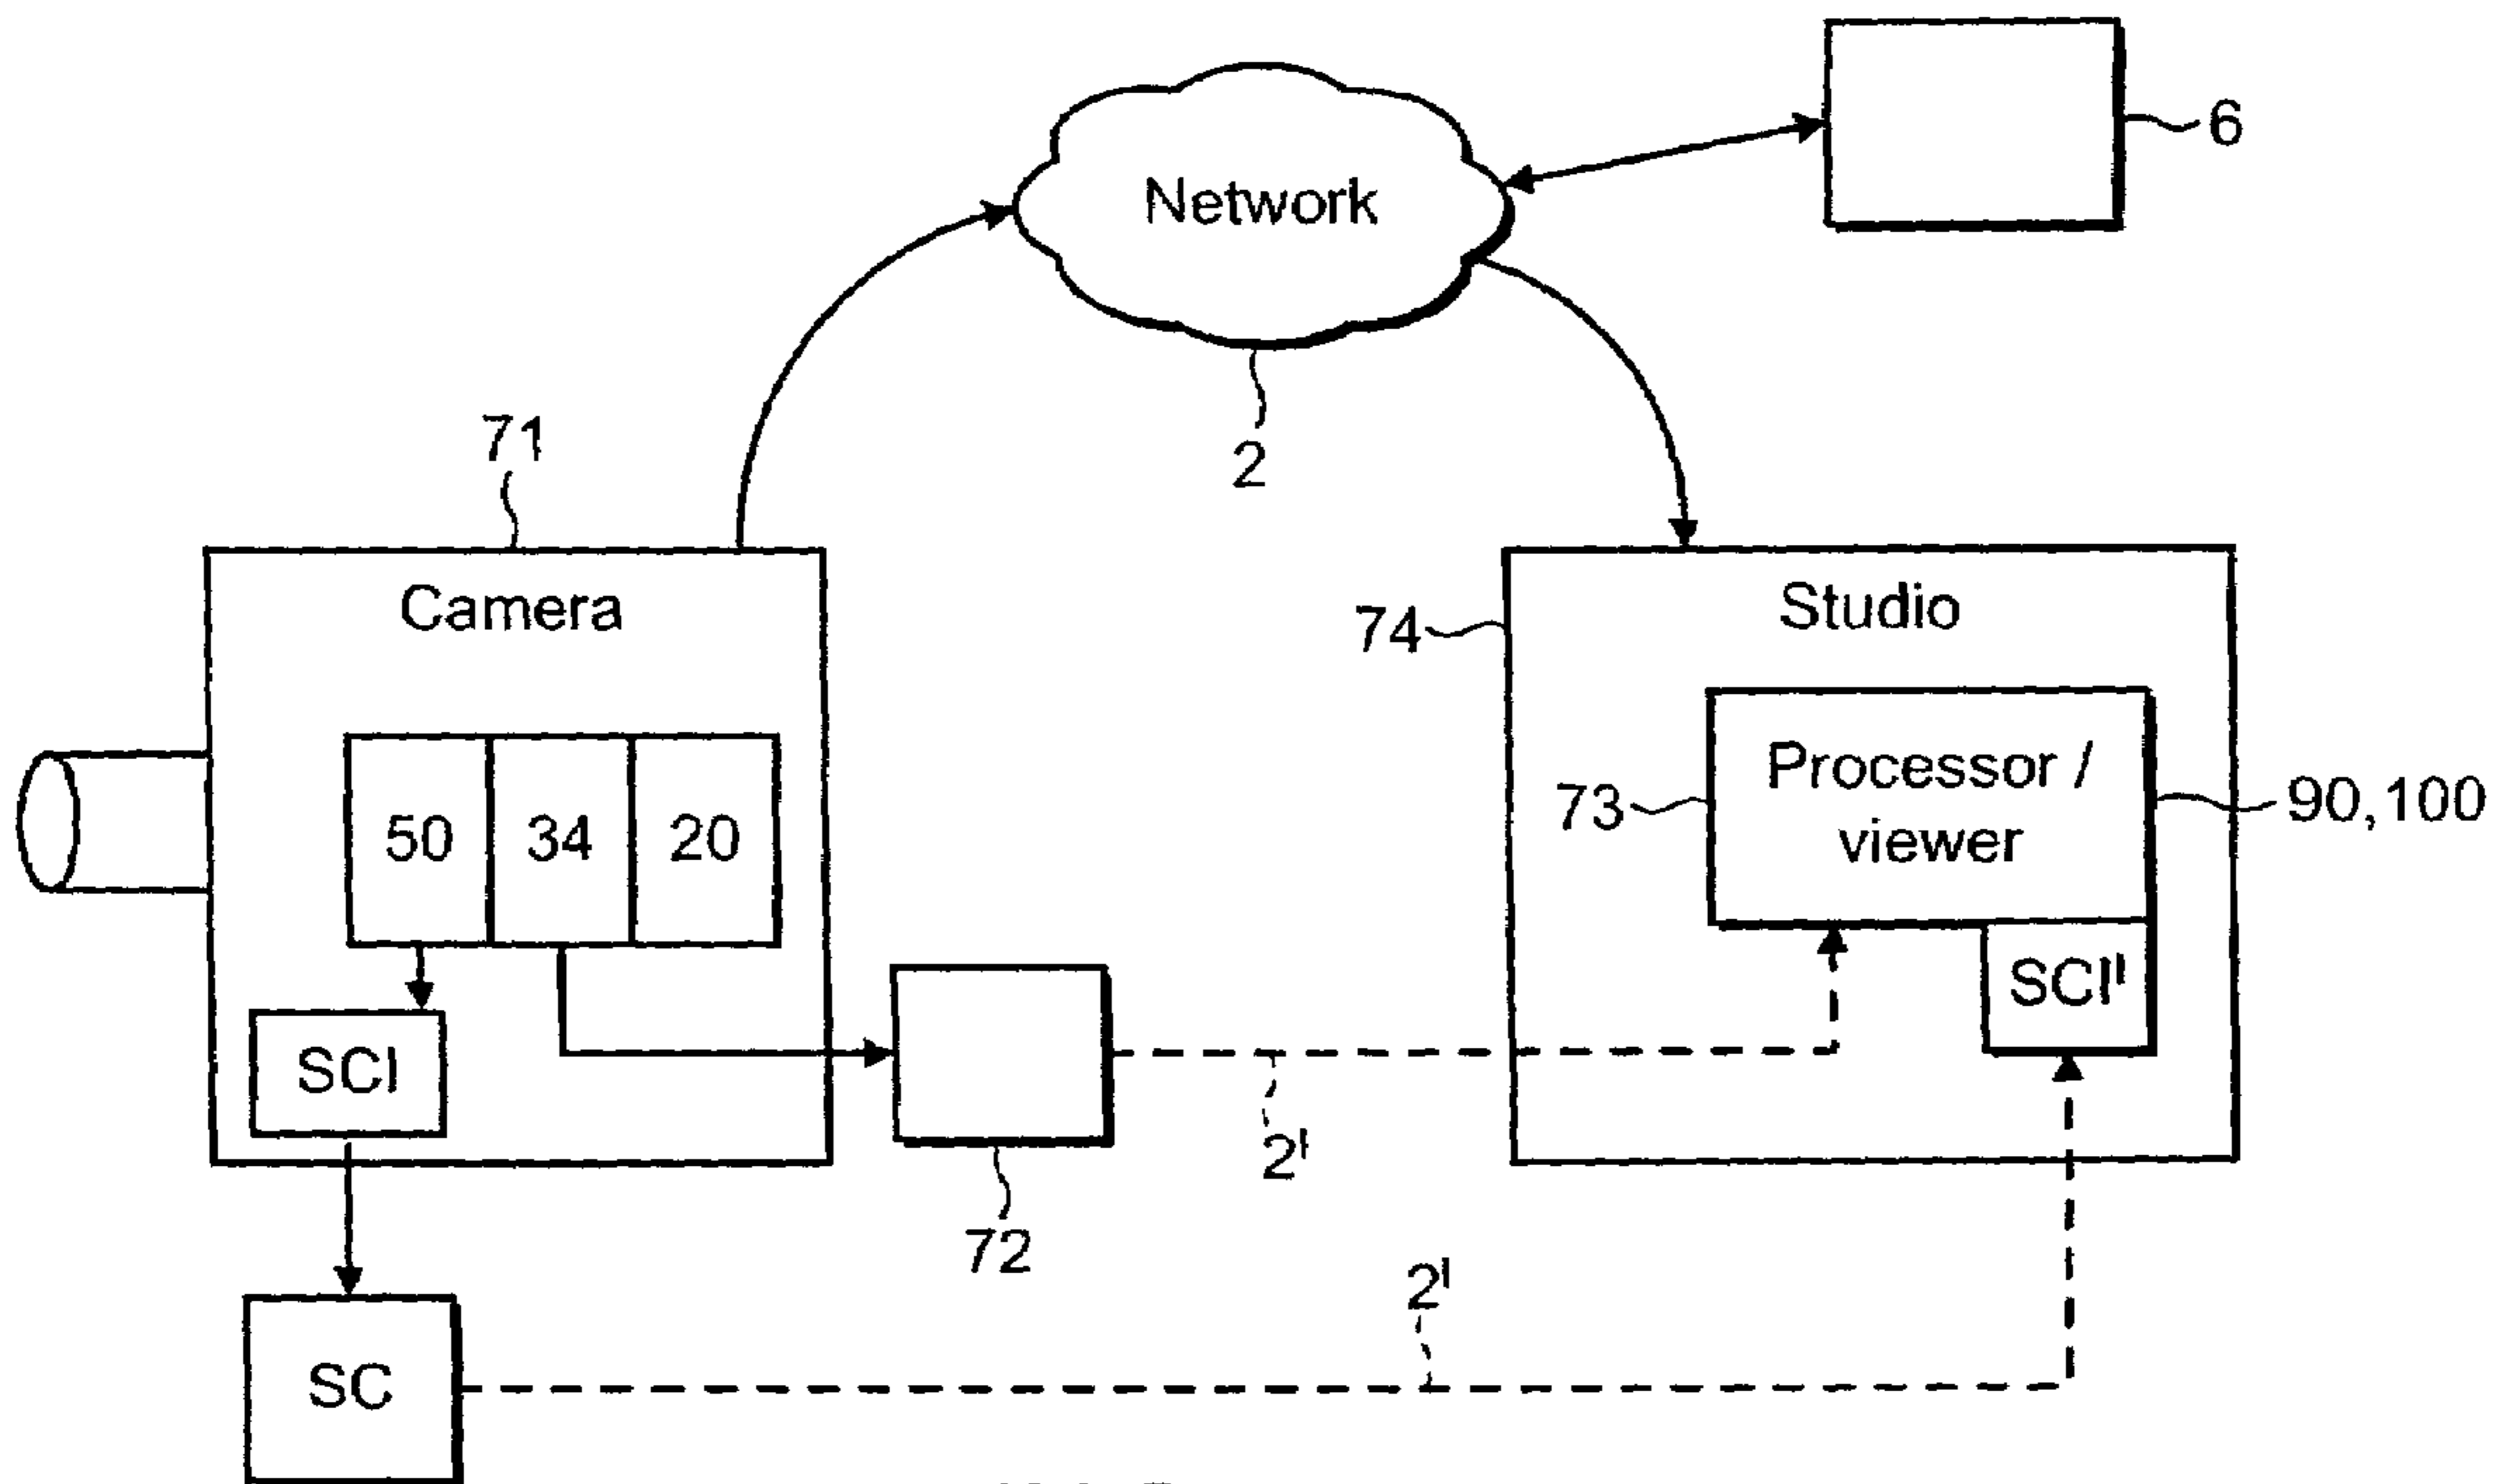 6
Network
2
71
Camera
74
Studio
50
34
20
73
Processor /
viewer
90,100
SCI
SCI'
2'
72
2'
SC